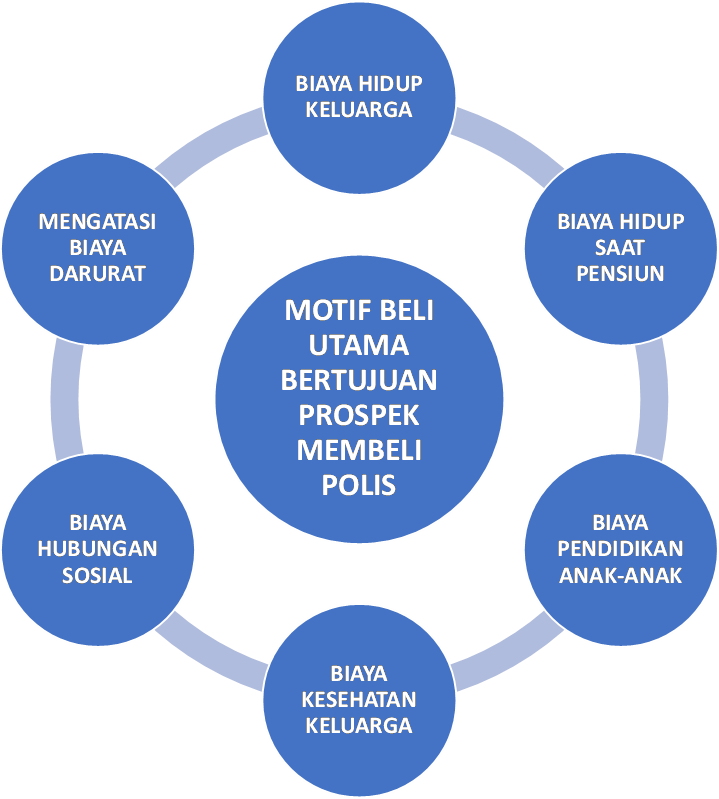 BIAYA HIDUP
KELUARGA
BIAYA HIDUP
SAAT
PENSIUN
BIAYA
PENDIDIKAN
ANAK-ANAK
BIAYA
KESEHATAN
KELUARGA
BIAYA
HUBUNGAN
SOSIAL
MENGATASI
BIAYA
DARURAT
MOTIF BELI
UTAMA
BERTUJUAN
PROSPEK
MEMBELI
POLIS